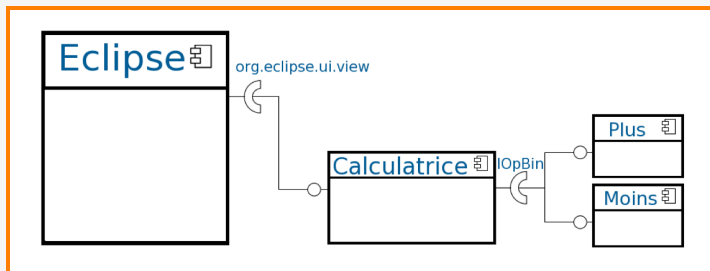 Eclipse
org.eclipse.ui.view
Calculatrice
IOpBin
Plus
Moins